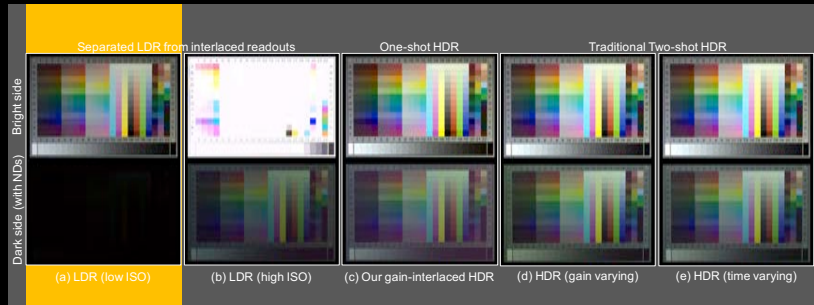 Separated LDR from interlaced readouts
One-shot HDR
Traditional Two-shot HDR
Bright side
Dark side (with NDs)
(a) LDR (low ISO)
(b) LDR (high ISO)
(c) Our gain-interlaced HDR
(d) HDR (gain varying)
(e) HDR (time varying)